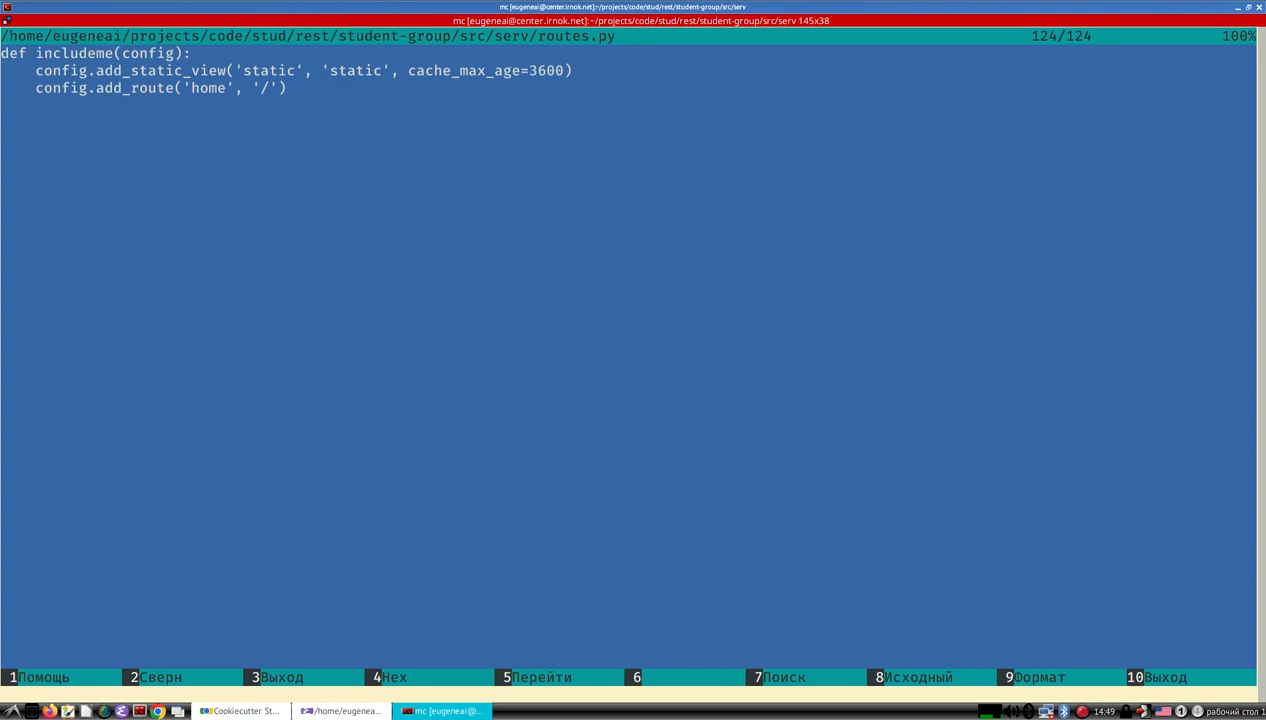 mc [eugeneai@center.irnok.net]:~/projects/code/stud/rest/student-group/src/serv
mc [eugeneai@center.irnok.net]:~/projects/code/stud/rest/student-group/src/serv 145x38
/home/eugeneai/projects/code/stud/rest/student-group/src/serv/routes.py 124/124 100%
def includeme(config):
    config.add_static_view('static', 'static', cache_max_age=3600)
    config.add_route('home', '/')
1Помощь 2Сверн 3Выход 4Hex 5Перейти 6 7Поиск 8Исходный 9Формат 10Выход
Cookiecutter St... /home/eugenea... mc [eugeneai@... 14:49 1 рабочий стол 1